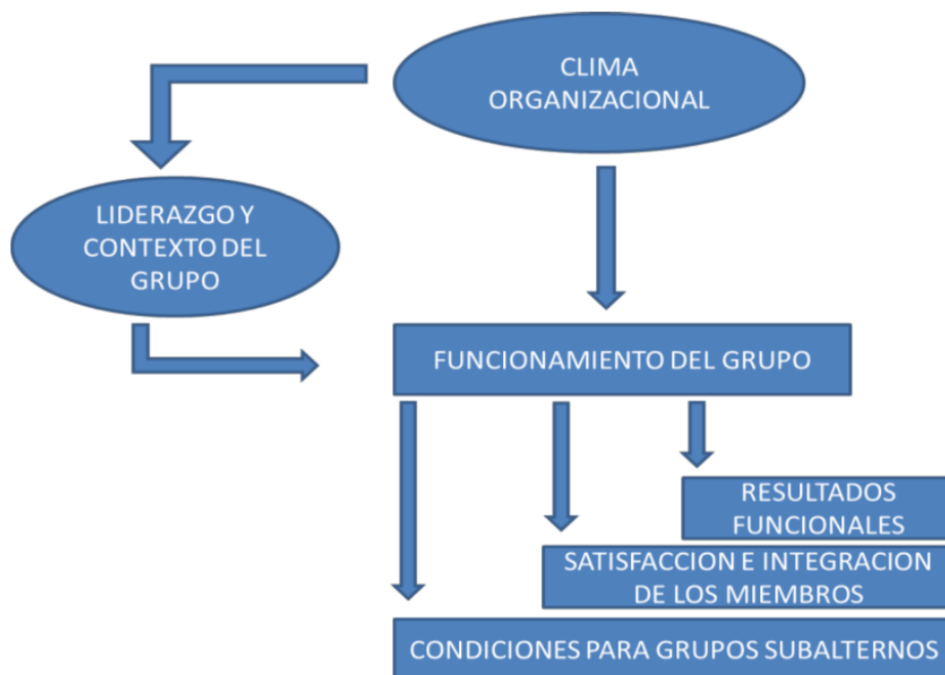 CLIMA
ORGANIZACIONAL
LIDERAZGO Y
CONTEXTO DEL
GRUPO
FUNCIONAMIENTO DEL GRUPO
RESULTADOS
FUNCIONALES
SATISFACCION E INTEGRACION
DE LOS MIEMBROS
CONDICIONES PARA GRUPOS SUBALTERNOS